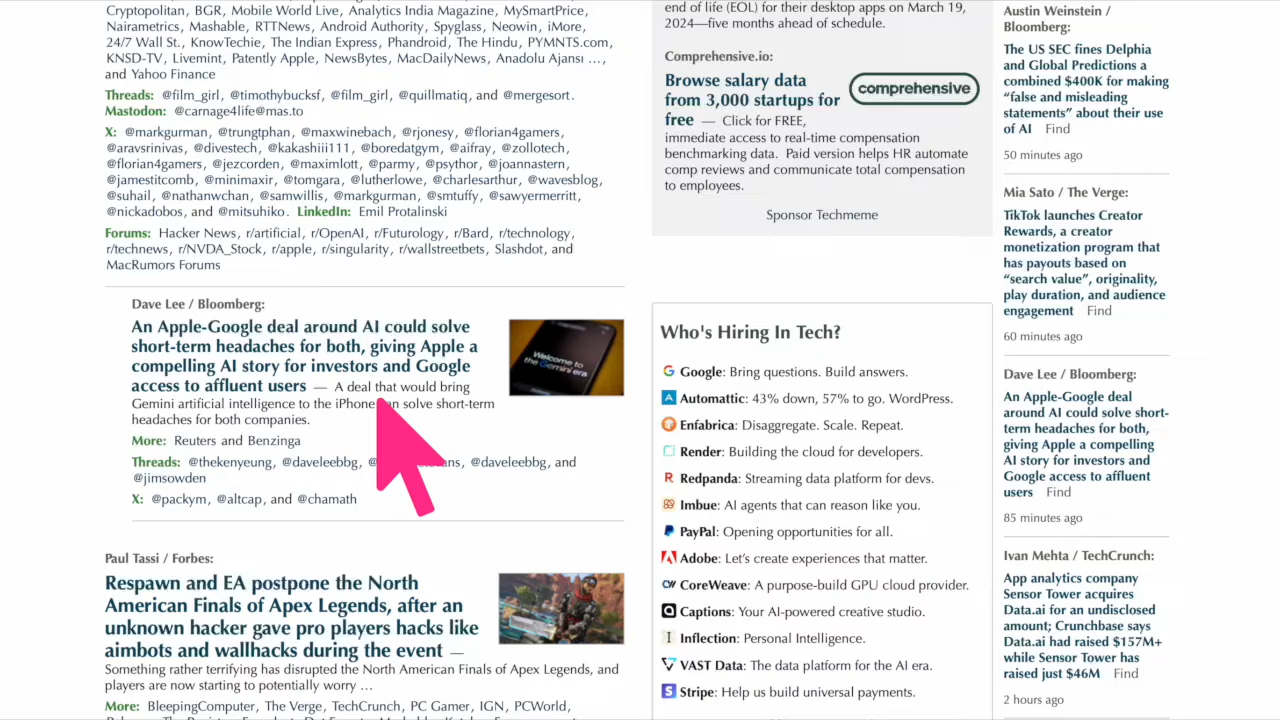 Cryptopolitan, BGR, Mobile World Live, Analytics India Magazine, MySmartPrice,
Nairametrics, Mashable, RTTNews, Android Authority, Spyglass, Neowin, iMore,
24/7 Wall St., KnowTechie, The Indian Express, Phandroid, The Hindu, PYMNTS.com,
KNSD-TV, Livemint, Patently Apple, NewsBytes, MacDailyNews, Anadolu Ajansı ...,
and Yahoo Finance
Threads: @film_girl, @timothybucksf, @film_girl, @quillmatiq, and @mergesort.
Mastodon: @carnage4life@mas.to
X: @markgurman, @trungtphan, @maxwinebach, @rjonesy, @florian4gamers,
@aravsrinivas, @divestech, @kakashiii111, @boredatgym, @aifray, @zollotech,
@florian4gamers, @jezcorden, @maximlott, @parmy, @psythor, @joannastern,
@jamestitcomb, @minimaxir, @tomgara, @lutherlowe, @charlesarthur, @wavesblog,
@suhail, @nathanwchan, @samwillis, @markgurman, @smtuffy, @sawyermerritt,
@nickadobos, and @mitsuhiko. LinkedIn: Emil Protalinski
Forums: Hacker News, r/artificial, r/OpenAI, r/Futurology, r/Bard, r/technology,
r/technews, r/NVDA_Stock, r/apple, r/singularity, r/wallstreetbets, Slashdot, and
MacRumors Forums
Dave Lee / Bloomberg:
An Apple-Google deal around AI could solve
short-term headaches for both, giving Apple a
compelling AI story for investors and Google
access to affluent users — A deal that would bring
Gemini artificial intelligence to the iPhone can solve short-term
headaches for both companies.
More: Reuters and Benzinga
Threads: @thekenyeung, @daveleebbg, @daveleebbg, and
@jimsowden
X: @packym, @altcap, and @chamath
Welcome to
the Gemini era
Paul Tassi / Forbes:
Respawn and EA postpone the North
American Finals of Apex Legends, after an
unknown hacker gave pro players hacks like
aimbots and wallhacks during the event —
Something rather terrifying has disrupted the North American Finals of Apex Legends, and
players are now starting to potentially worry ...
More: BleepingComputer, The Verge, TechCrunch, PC Gamer, IGN, PCWorld,
end of life (EOL) for their desktop apps on March 19,
2024—five months ahead of schedule.
Comprehensive.io:
Browse salary data
from 3,000 startups for
free — Click for FREE,
immediate access to real-time compensation
benchmarking data. Paid version helps HR automate
comp reviews and communicate total compensation
to employees.
comprehensive
Sponsor Techmeme
Who's Hiring In Tech?
Google: Bring questions. Build answers.
Automattic: 43% down, 57% to go. WordPress.
Enfabrica: Disaggregate. Scale. Repeat.
Render: Building the cloud for developers.
Redpanda: Streaming data platform for devs.
Imbue: AI agents that can reason like you.
PayPal: Opening opportunities for all.
Adobe: Let's create experiences that matter.
CoreWeave: A purpose-build GPU cloud provider.
Captions: Your AI-powered creative studio.
Inflection: Personal Intelligence.
VAST Data: The data platform for the AI era.
Stripe: Help us build universal payments.
Austin Weinstein /
Bloomberg:
The US SEC fines Delphia
and Global Predictions a
combined $400K for making
“false and misleading
statements” about their use
of AI Find
50 minutes ago
Mia Sato / The Verge:
TikTok launches Creator
Rewards, a creator
monetization program that
has payouts based on
“search value”, originality,
play duration, and audience
engagement Find
60 minutes ago
Dave Lee / Bloomberg:
An Apple-Google deal
around AI could solve short-
term headaches for both,
giving Apple a compelling
AI story for investors and
Google access to affluent
users Find
85 minutes ago
Ivan Mehta / TechCrunch:
App analytics company
Sensor Tower acquires
Data.ai for an undisclosed
amount; Crunchbase says
Data.ai had raised $157M+
while Sensor Tower has
raised just $46M Find
2 hours ago